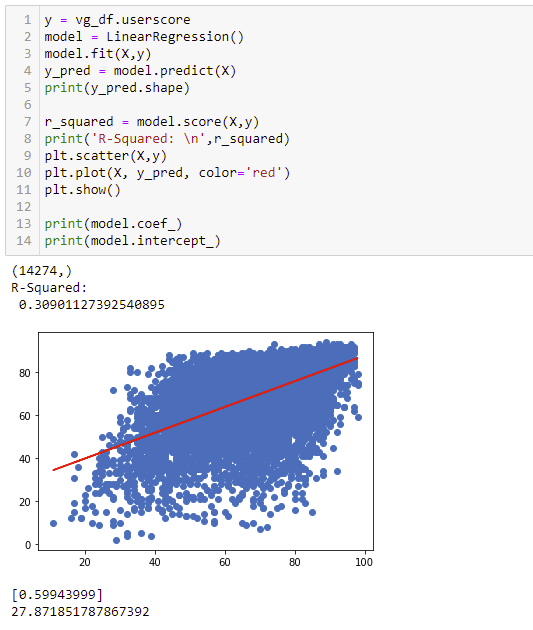 1 y = vg_df.userscore
2 model = LinearRegression()
3 model.fit(X,y)
4 y_pred = model.predict(X)
5 print(y_pred.shape)
6
7 r_squared = model.score(X,y)
8 print('R-Squared: \n',r_squared)
9 plt.scatter(X,y)
10 plt.plot(X, y_pred, color='red')
11 plt.show()
12
13 print(model.coef_)
14 print(model.intercept_)
(14274,)
R-Squared:
0.30901127392540895
80
60
40
20
0
20 40 60 80 100
[0.59943999]
27.871851787867392